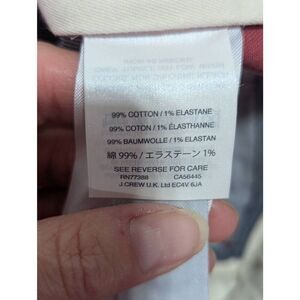 99% COTTON / 1% ELASTANE
99% COTON / 1% ÉLASTHANNE
99% BAUMWOLLE / 1% ELASTAN
綿 99% / エラステーン 1%
SEE REVERSE FOR CARE
RN77388 CA56445
J.CREW U.K. Ltd EC4V 6JA